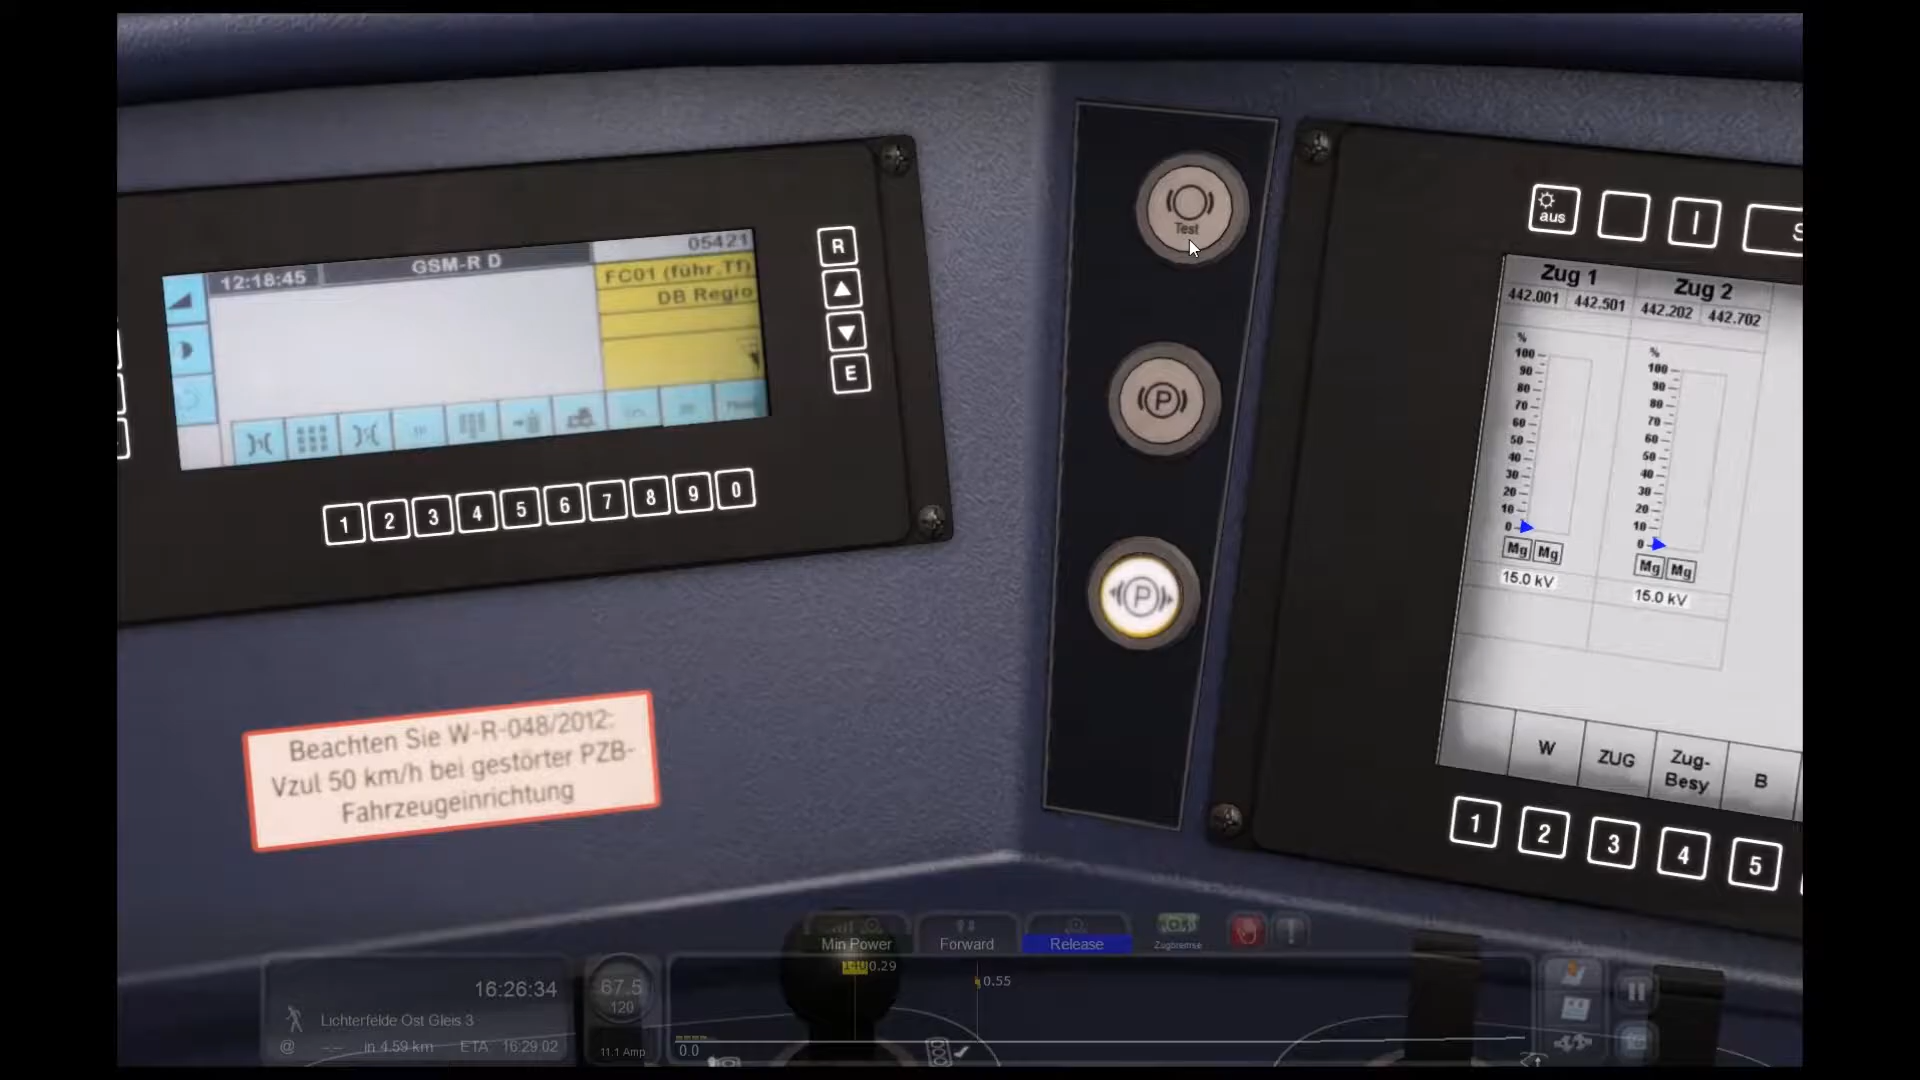 12:18:45
GSM-R D
05421
FC01 (führ.Tf)
DB Regio
R
E
1 2 3 4 5 6 7 8 9 0
Beachten Sie W-R-048/2012:
Vzul 50 km/h bei gestörter PZB-
Fahrzeugeinrichtung
Test
P
P
aus
I
S
Zug 1
Zug 2
442.001 442.501 442.202 442.702
%
100
90
80
70
60
50
40
30
20
10
0
%
100
90
80
70
60
50
40
30
20
10
0
Mg Mg
Mg Mg
15.0 kV
15.0 kV
W
ZUG
Zug-
Besy
B
1 2 3 4 5
Min Power
Forward
Release
Zugbremse
16:26:34
Lichterfelde Ost Gleis 3
@ --:-- in 4.59 km ETA 16:29.02
67.5
120
11.1 Amp
140 0.29
0.55
0.0